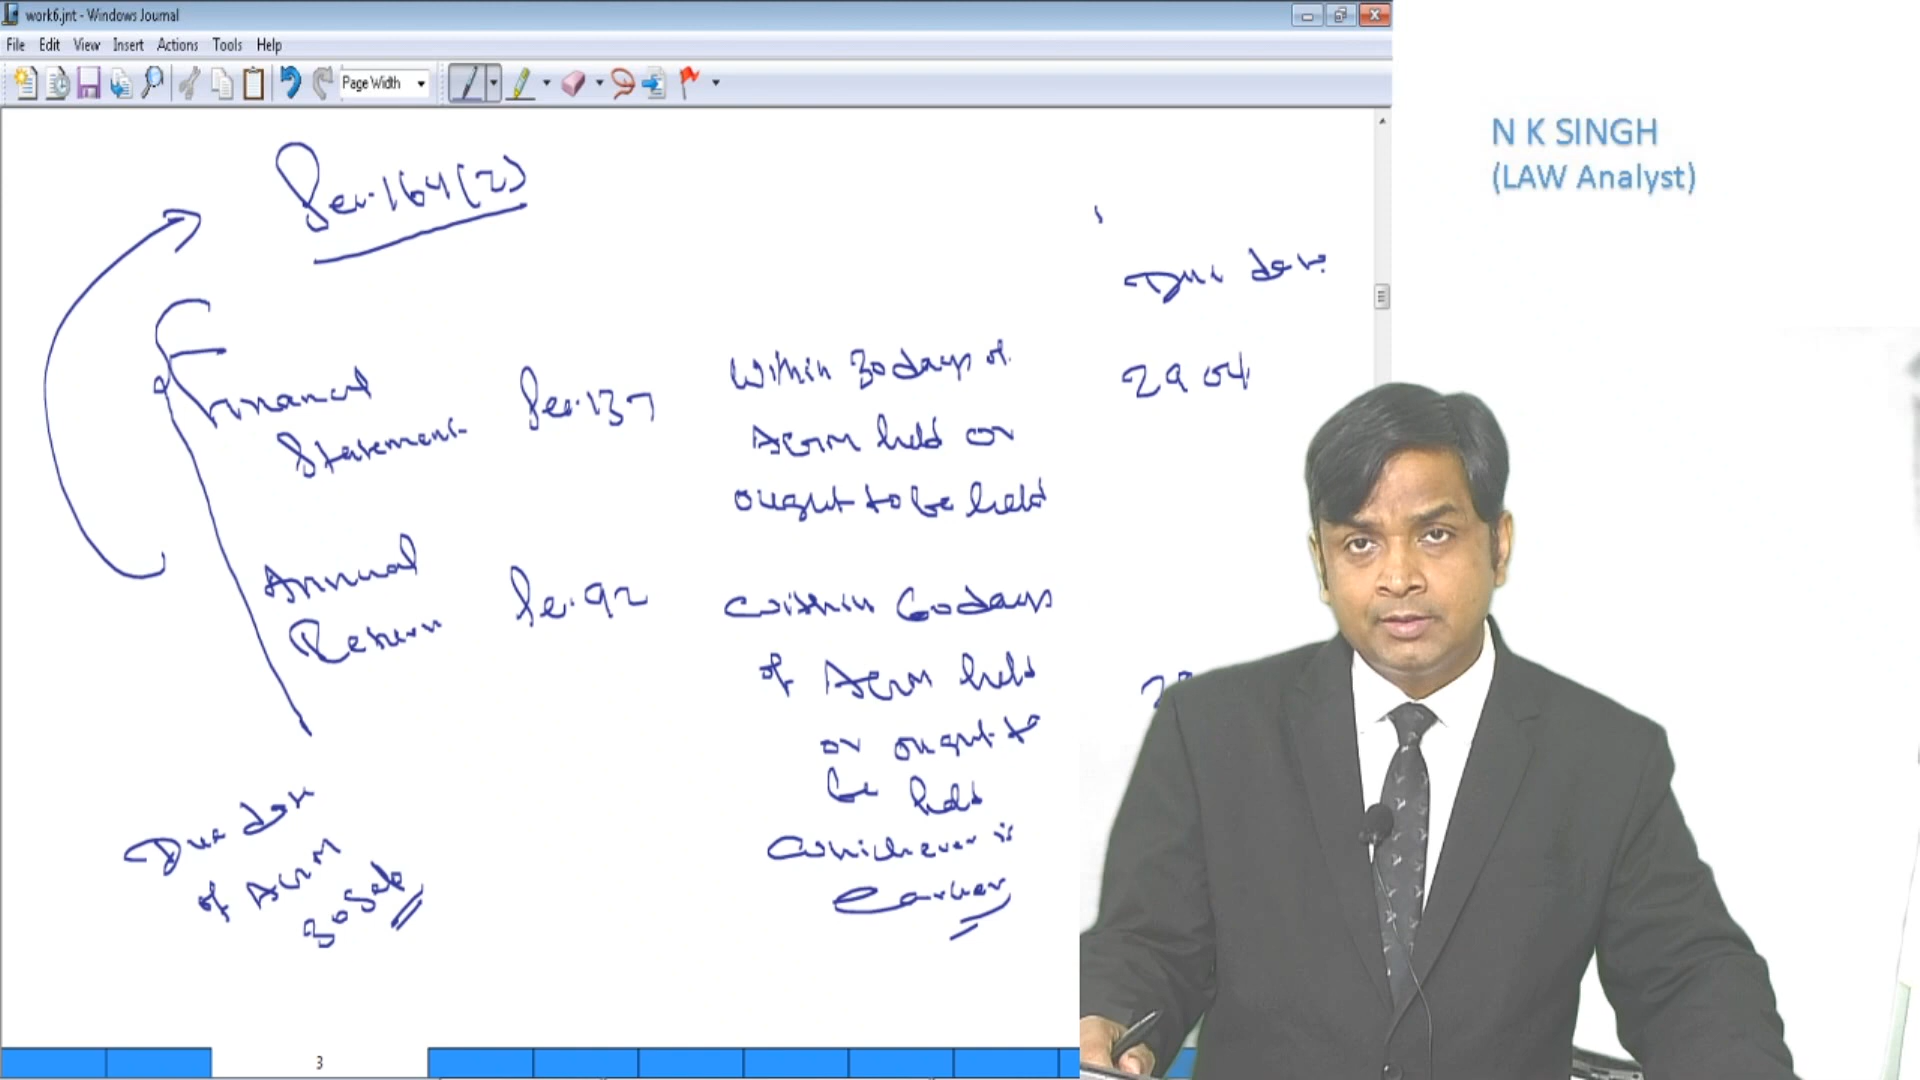 work6.jnt - Windows Journal
File Edit View Insert Actions Tools Help
Page Width
N K SINGH
(LAW Analyst)
Sec.164(2)
Due date
Financial
Statement Sec.137
Within 30 days of
AGM held or
ought to be held
29 Oct
Annual
Return Sec.92
Within 60 days
of AGM held
or ought to
be held
whichever is
earlier
Due date
of AGM
30 Sep
3